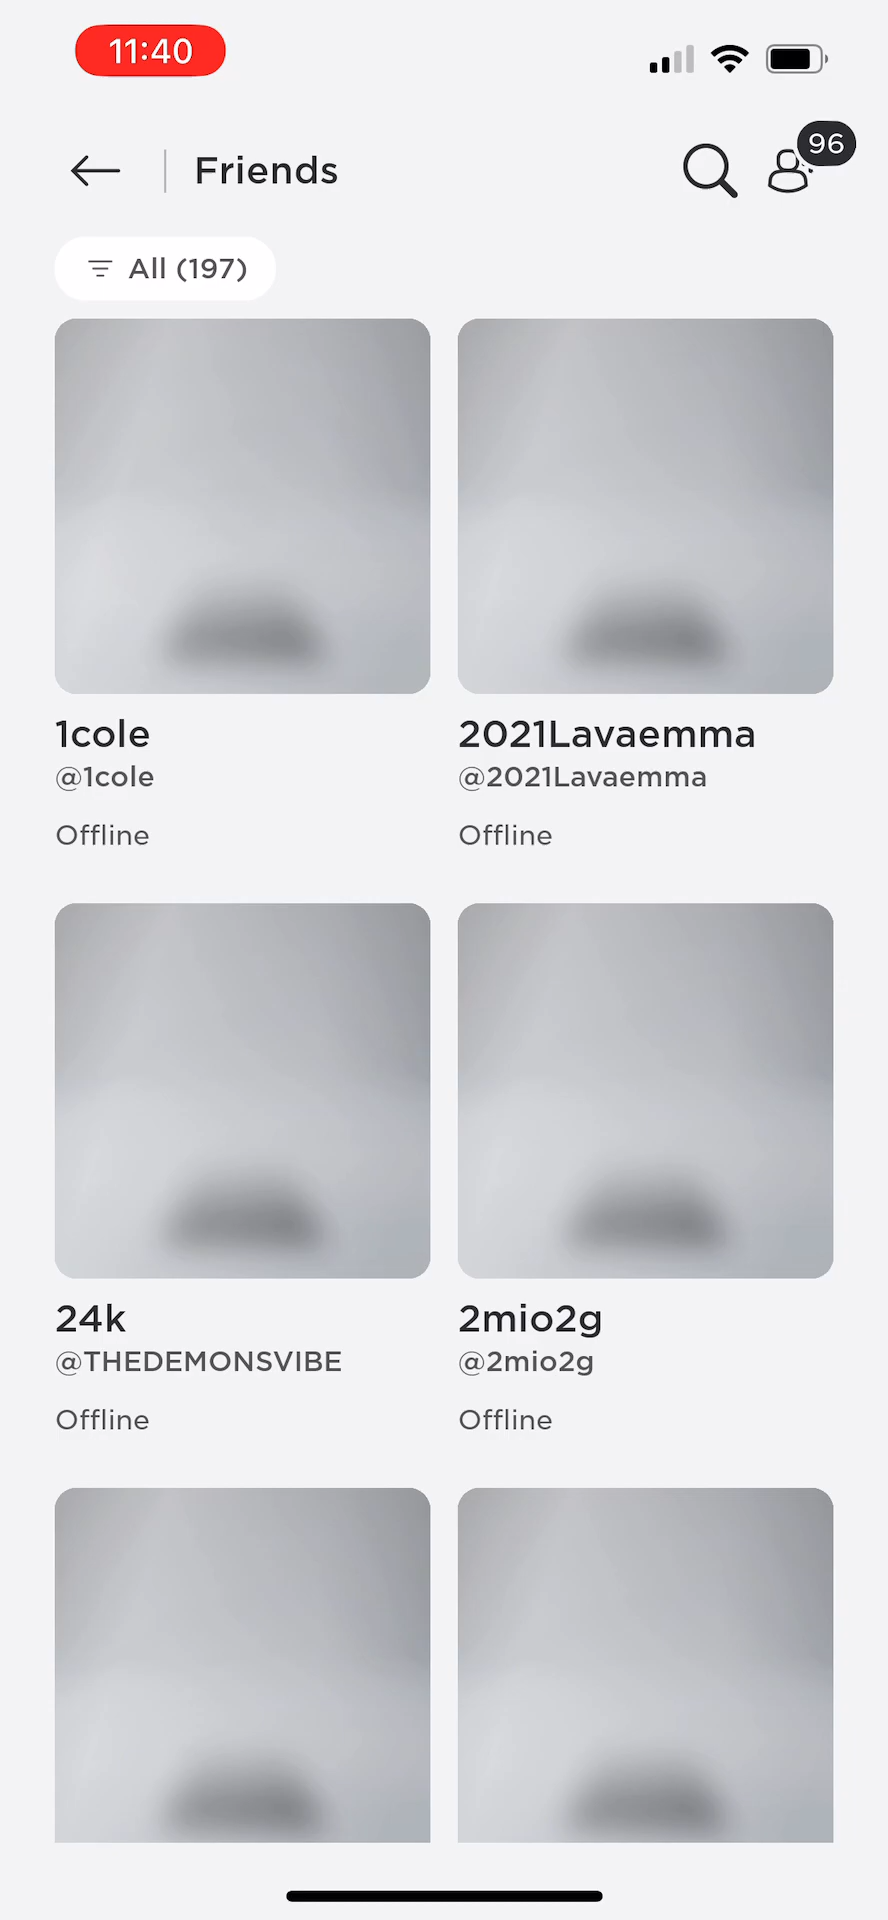 11:40
Friends
96
All (197)
1cole
@1cole
Offline
2021Lavaemma
@2021Lavaemma
Offline
24k
@THEDEMONSVIBE
Offline
2mio2g
@2mio2g
Offline